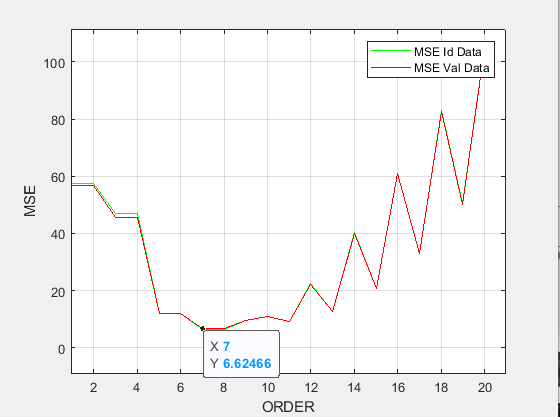 100
80
60
40
20
0
MSE
MSE Id Data
MSE Val Data
X 7
Y 6.62466
2 4 6 8 10 12 14 16 18 20
ORDER